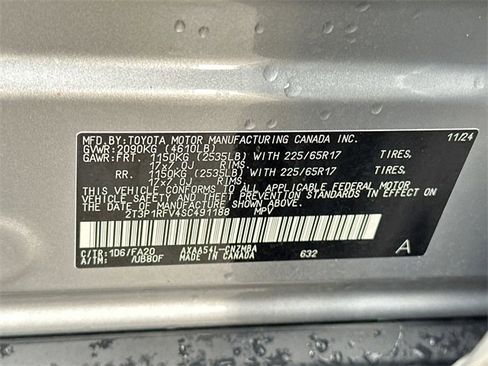 MFD.BY:TOYOTA MOTOR MANUFACTURING CANADA INC. 11/24
GVWR:2090KG (4610LB)
GAWR:FRT. 1150KG (2535LB) WITH 225/65R17 TIRES,
17x7.0J RIMS.
RR. 1150KG (2535LB) WITH 225/65R17 TIRES,
17x7.0J RIMS.
THIS VEHICLE CONFORMS TO ALL APPLICABLE FEDERAL MOTOR
VEHICLE SAFETY AND THEFT PREVENTION STANDARDS IN EFFECT ON
THE DATE OF MANUFACTURE SHOWN ABOVE.
2T3P1RFV4SC491188 MPV
C/TR:1D6/FA20 AXAA54L-CNZMBA A
A/TM: /UB80F MADE IN CANADA 632